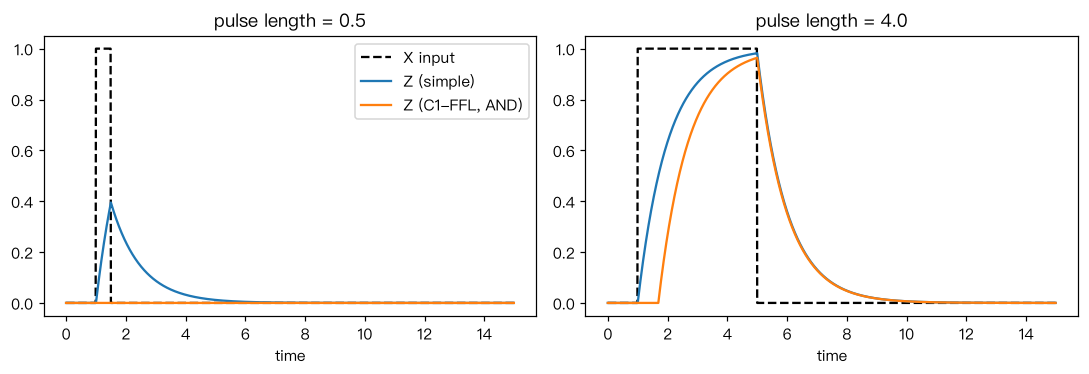 pulse length = 0.5
1.0
0.8
0.6
0.4
0.2
0.0
X input
Z (simple)
Z (C1–FFL, AND)
0 2 4 6 8 10 12 14
time
pulse length = 4.0
1.0
0.8
0.6
0.4
0.2
0.0
0 2 4 6 8 10 12 14
time